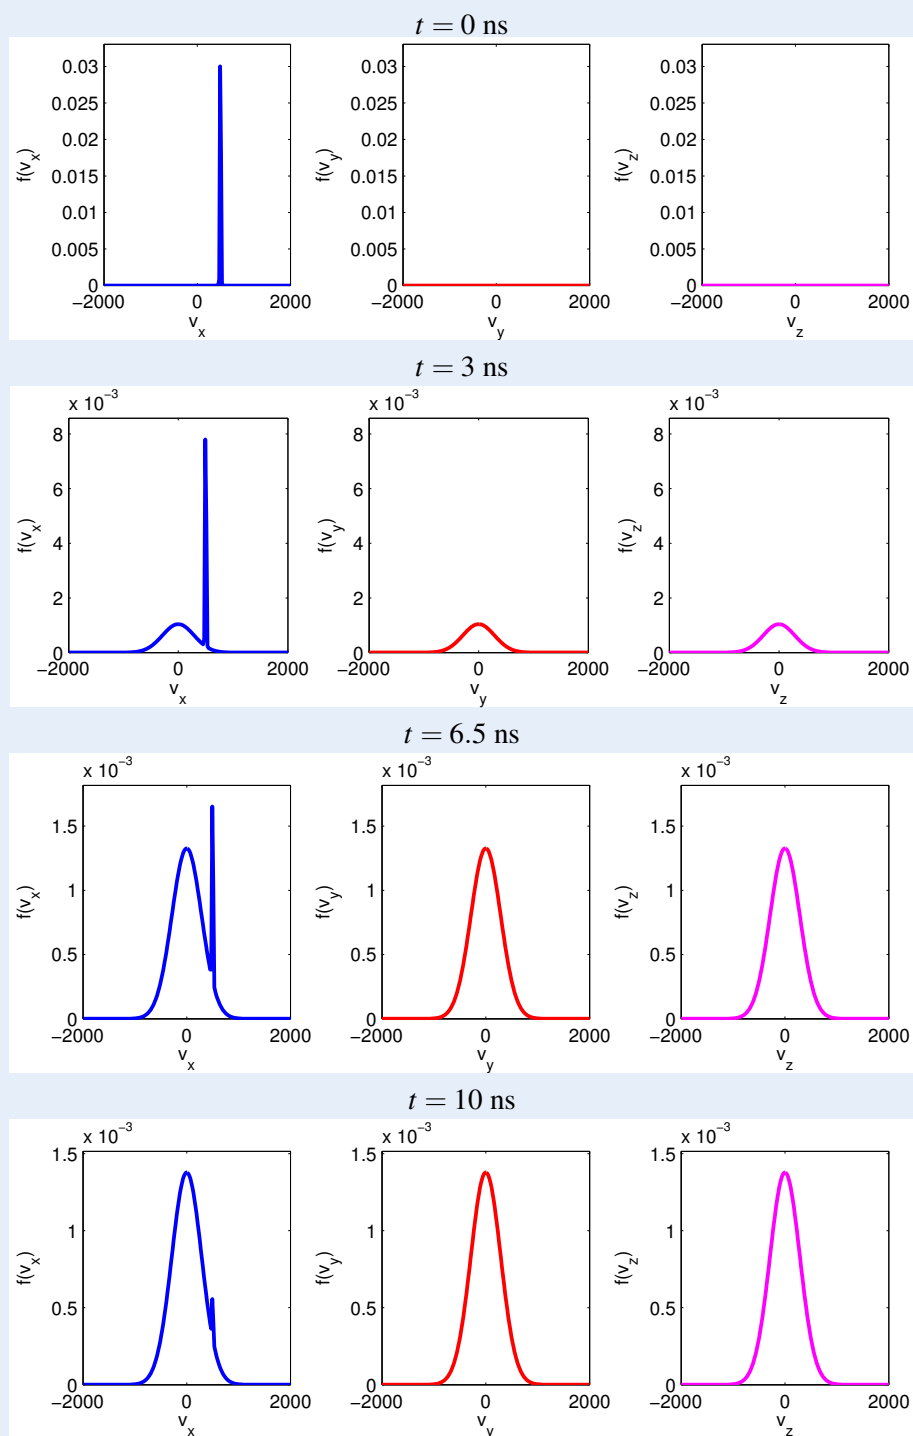 t = 0 ns
0.03
0.025
0.02
0.015
0.01
0.005
0
f(v_x)
−2000 0 2000
v_x
0.03
0.025
0.02
0.015
0.01
0.005
0
f(v_y)
−2000 0 2000
v_y
0.03
0.025
0.02
0.015
0.01
0.005
0
f(v_z)
−2000 0 2000
v_z
t = 3 ns
x 10⁻³
8
6
4
2
0
f(v_x)
−2000 0 2000
v_x
x 10⁻³
8
6
4
2
0
f(v_y)
−2000 0 2000
v_y
x 10⁻³
8
6
4
2
0
f(v_z)
−2000 0 2000
v_z
t = 6.5 ns
x 10⁻³
1.5
1
0.5
0
f(v_x)
−2000 0 2000
v_x
x 10⁻³
1.5
1
0.5
0
f(v_y)
−2000 0 2000
v_y
x 10⁻³
1.5
1
0.5
0
f(v_z)
−2000 0 2000
v_z
t = 10 ns
x 10⁻³
1.5
1
0.5
0
f(v_x)
−2000 0 2000
v_x
x 10⁻³
1.5
1
0.5
0
f(v_y)
−2000 0 2000
v_y
x 10⁻³
1.5
1
0.5
0
f(v_z)
−2000 0 2000
v_z